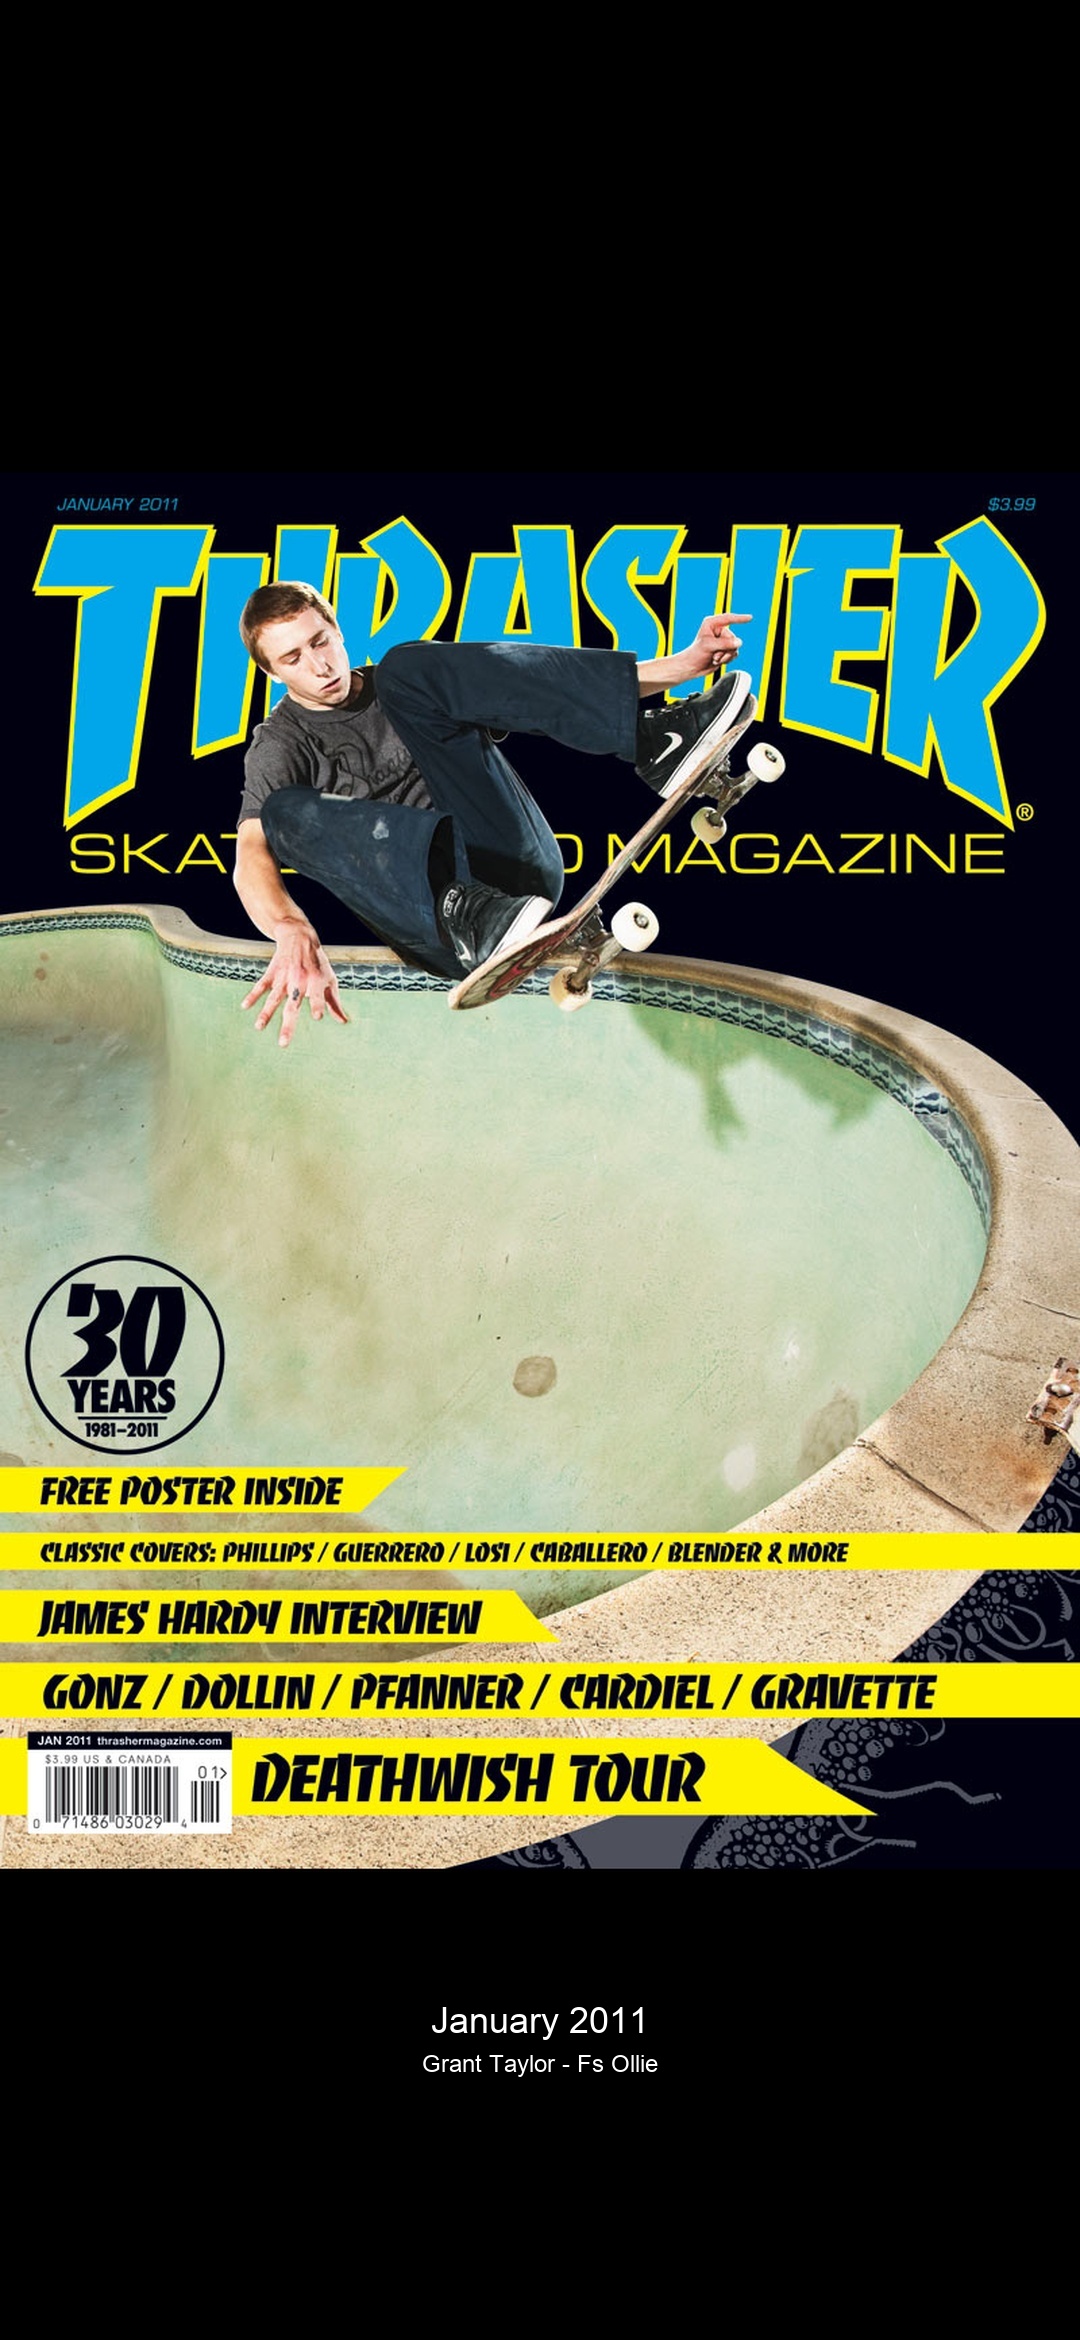 JANUARY 2011
$3.99
THRASHER
®
MAGAZINE
30
YEARS
1981–2011
FREE POSTER INSIDE
CLASSIC COVERS: PHILLIPS / GUERRERO / LOSI / CABALLERO / BLENDER & MORE
JAMES HARDY INTERVIEW
GONZ / DOLLIN / PFANNER / CARDIEL / GRAVETTE
JAN 2011 thrashermagazine.com
$3.99 US & CANADA
01>
0 71486 03029 4
DEATHWISH TOUR
January 2011
Grant Taylor - Fs Ollie